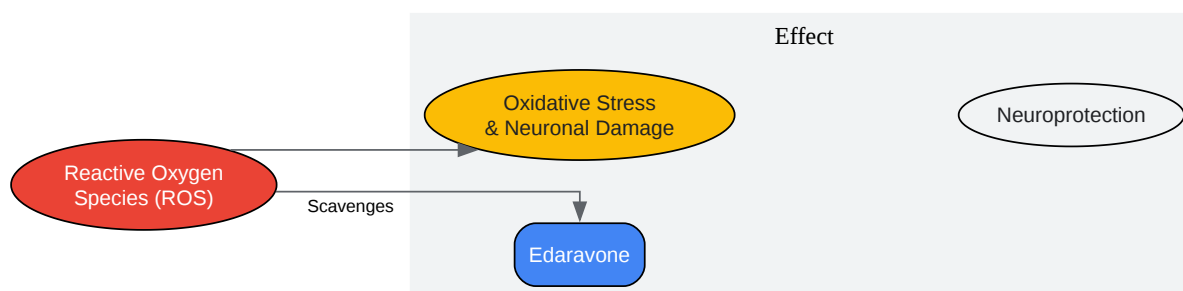 Effect
Oxidative Stress
& Neuronal Damage
Neuroprotection
Reactive Oxygen
Species (ROS)
Scavenges
Edaravone